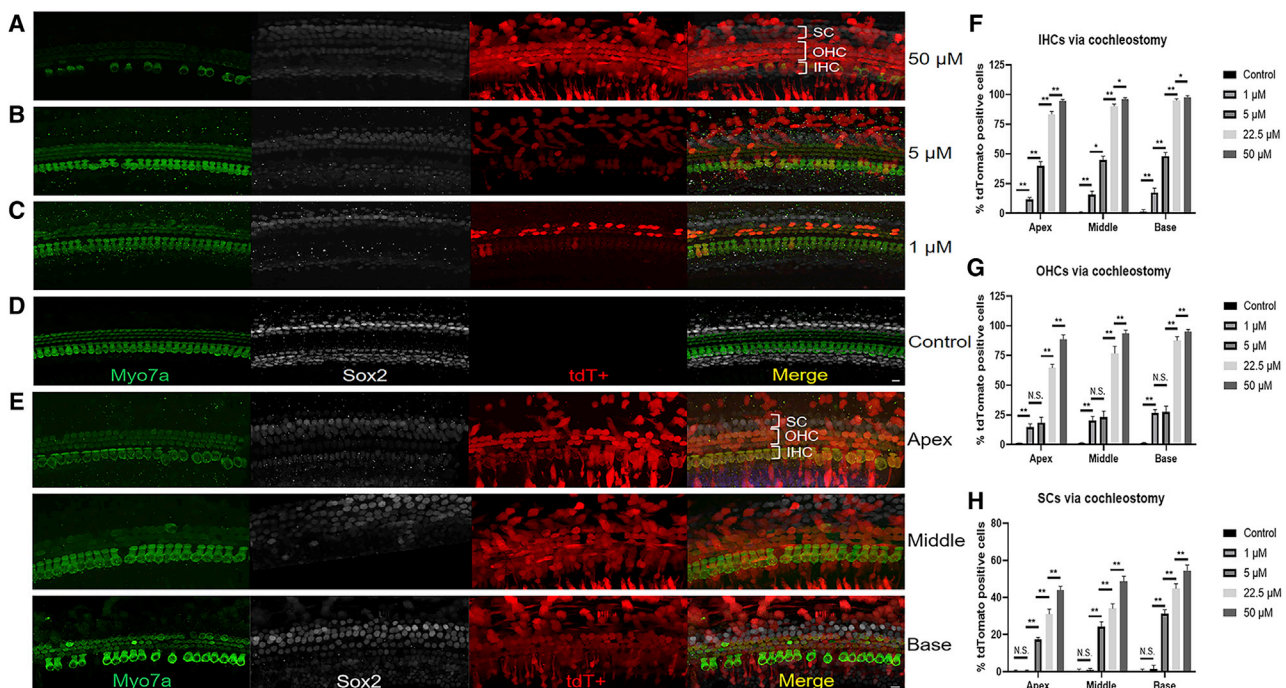 A
SC
OHC
IHC
50 µM
B
5 µM
C
1 µM
D
Control
Myo7a
Sox2
tdT+
Merge
E
SC
OHC
IHC
Apex
Middle
Base
Myo7a
Sox2
tdT+
Merge
F
IHCs via cochleostomy
% tdTomato positive cells
125
100
75
50
25
0
** ** ** **
** * ** *
** ** ** *
Apex Middle Base
Control
1 µM
5 µM
22.5 µM
50 µM
G
OHCs via cochleostomy
% tdTomato positive cells
125
100
75
50
25
0
** N.S. ** **
** N.S. ** **
** N.S. ** **
Apex Middle Base
Control
1 µM
5 µM
22.5 µM
50 µM
H
SCs via cochleostomy
% tdTomato positive cells
80
60
40
20
0
N.S. ** ** **
N.S. ** ** **
N.S. ** ** **
Apex Middle Base
Control
1 µM
5 µM
22.5 µM
50 µM